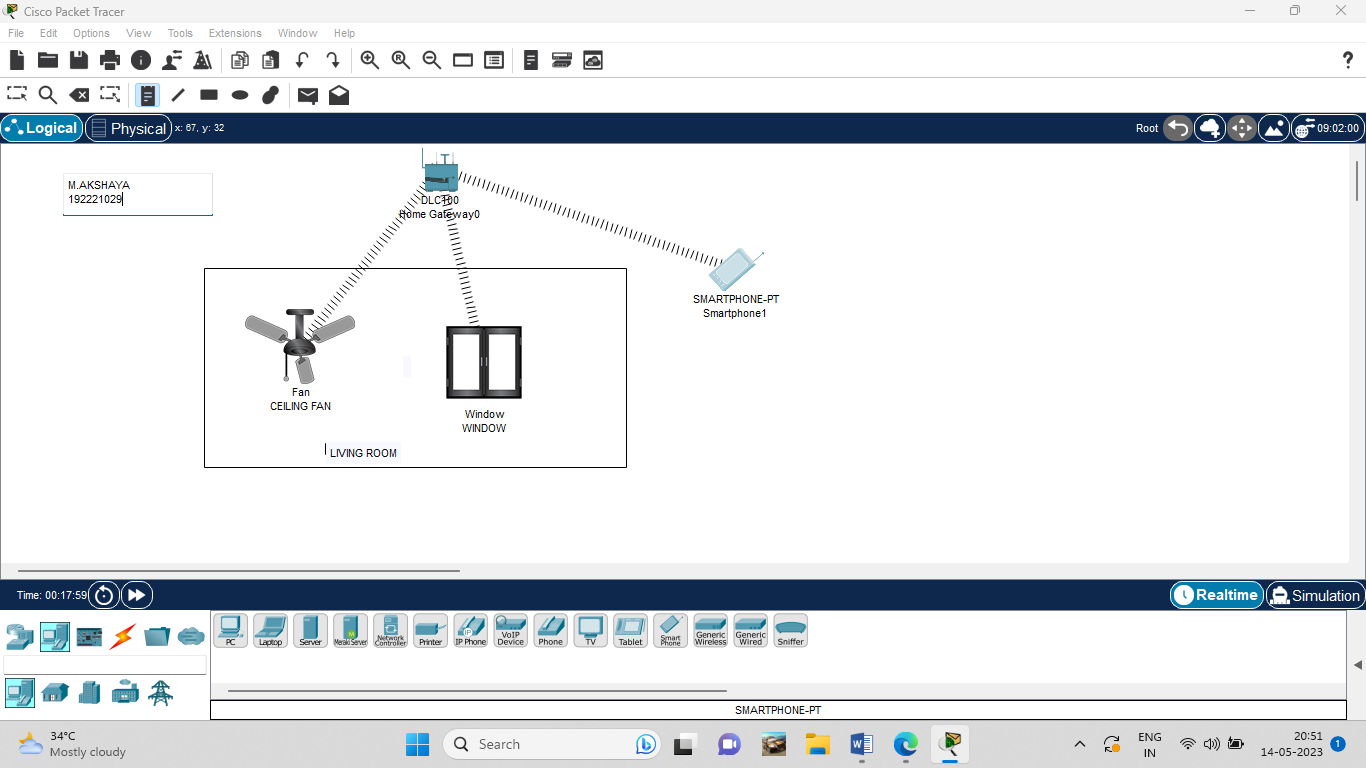 Cisco Packet Tracer
File Edit Options View Tools Extensions Window Help
Logical Physical x: 67, y: 32 Root 09:02:00
M.AKSHAYA
192221029
DLC100
Home Gateway0
SMARTPHONE-PT
Smartphone1
Fan
CEILING FAN
Window
WINDOW
LIVING ROOM
Time: 00:17:59 Realtime Simulation
PC Laptop Server Meraki Server Network Controller Printer IP Phone VoIP Device Phone TV Tablet Smart Phone Generic Wireless Generic Wired Sniffer
SMARTPHONE-PT
34°C
Mostly cloudy
Search
ENG
IN
20:51
14-05-2023
1